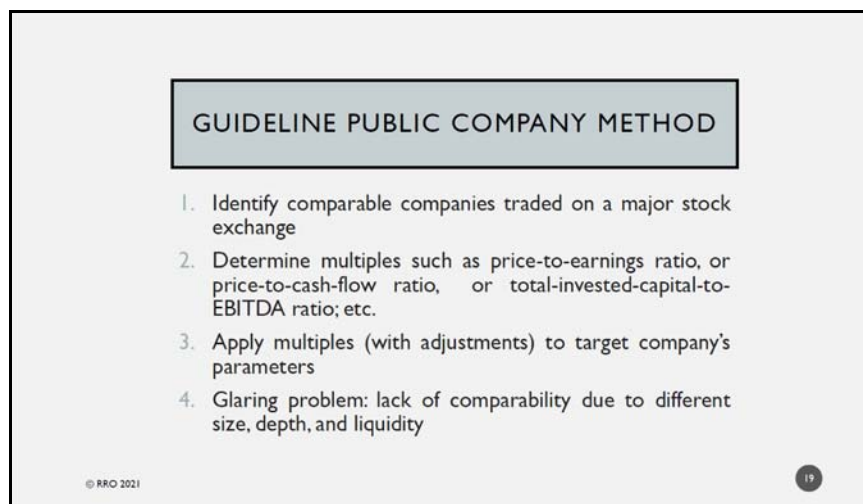 GUIDELINE PUBLIC COMPANY METHOD
1. Identify comparable companies traded on a major stock
exchange
2. Determine multiples such as price-to-earnings ratio, or
price-to-cash-flow ratio, or total-invested-capital-to-
EBITDA ratio; etc.
3. Apply multiples (with adjustments) to target company's
parameters
4. Glaring problem: lack of comparability due to different
size, depth, and liquidity
© RRO 2021
19